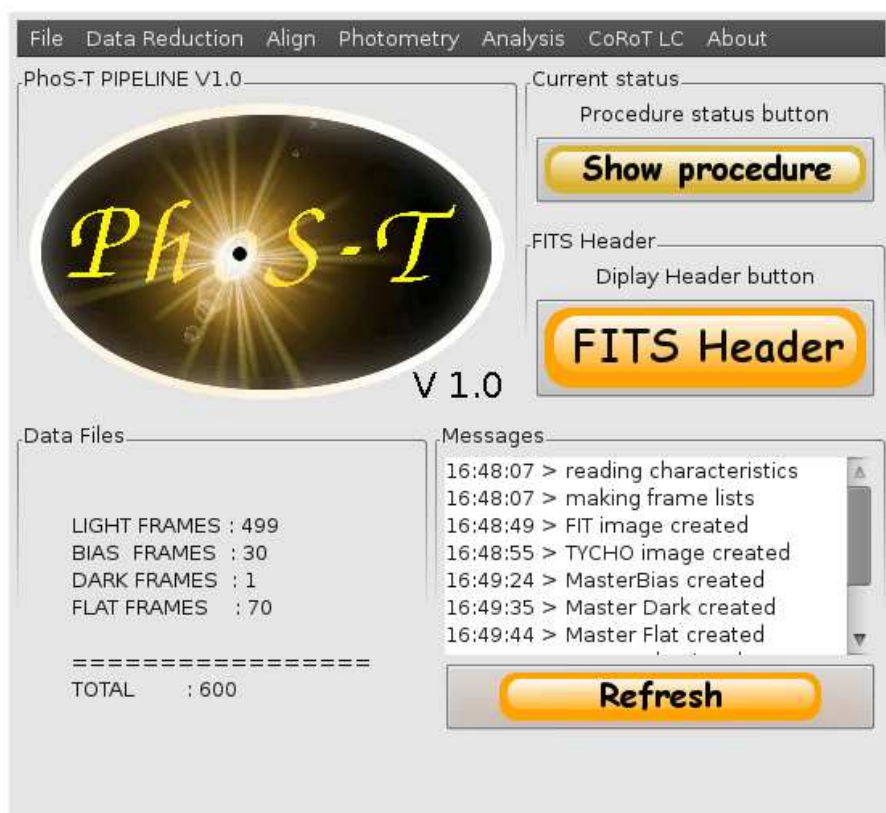 File Data Reduction Align Photometry Analysis CoRoT LC About
PhoS-T PIPELINE V1.0
PhoS-T
V 1.0
Current status
Procedure status button
Show procedure
FITS Header
Diplay Header button
FITS Header
Data Files
LIGHT FRAMES : 499
BIAS FRAMES : 30
DARK FRAMES : 1
FLAT FRAMES : 70
=================
TOTAL : 600
Messages
16:48:07 > reading characteristics
16:48:07 > making frame lists
16:48:49 > FIT image created
16:48:55 > TYCHO image created
16:49:24 > MasterBias created
16:49:35 > Master Dark created
16:49:44 > Master Flat created
Refresh